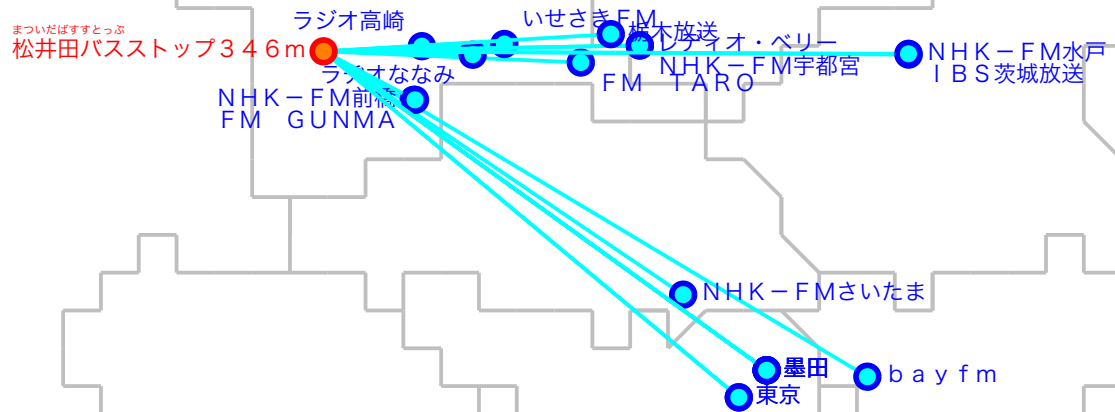 まついだばすすとっぷ
松井田バスストップ３４６ｍ
ラジオ高崎
いせさきＦＭ
栃木放送
レディオ・ベリー
ＮＨＫ－ＦＭ宇都宮
ＦＭ　ＴＡＲＯ
ＮＨＫ－ＦＭ水戸
ＩＢＳ茨城放送
ラヂオななみ
ＮＨＫ－ＦＭ前橋
ＦＭ　ＧＵＮＭＡ
ＮＨＫ－ＦＭさいたま
墨田
東京
ｂａｙｆｍ